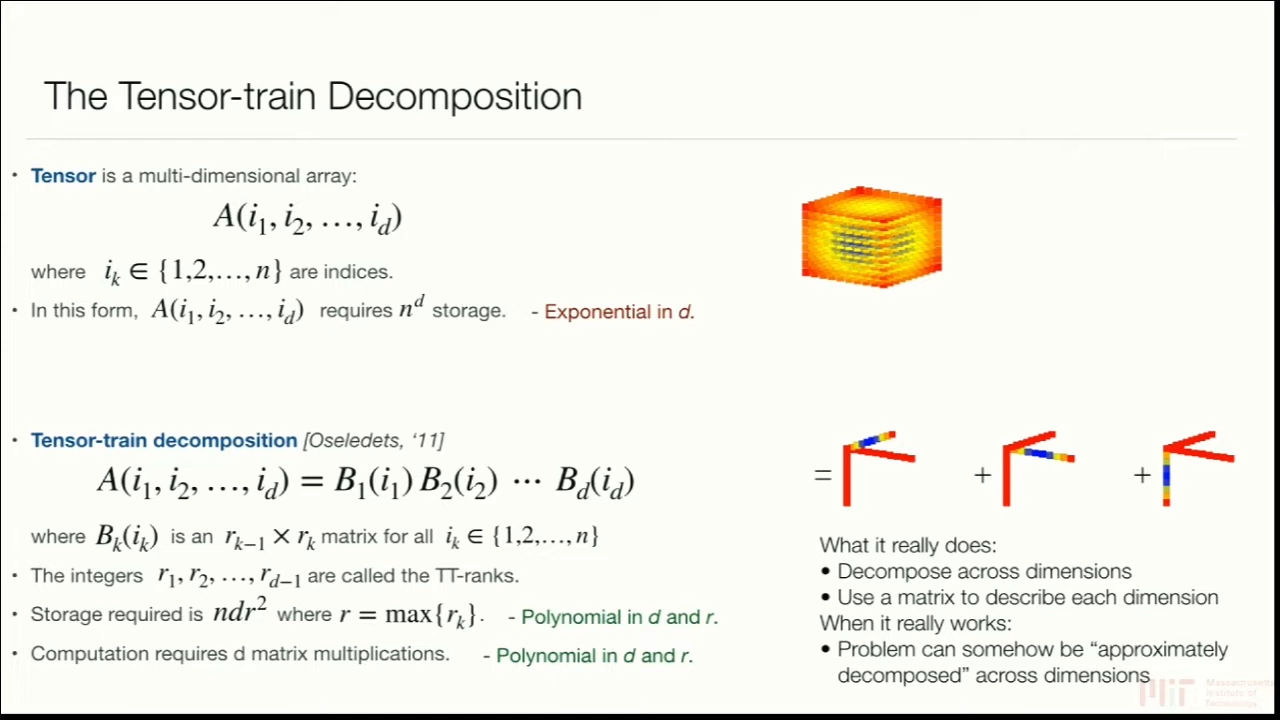 The Tensor-train Decomposition
• Tensor is a multi-dimensional array:
A(i₁, i₂, …, i_d)
where i_k ∈ {1,2,…, n} are indices.
• In this form, A(i₁, i₂, …, i_d) requires n^d storage. - Exponential in d.
• Tensor-train decomposition [Oseledets, ‘11]
A(i₁, i₂, …, i_d) = B₁(i₁) B₂(i₂) ⋯ B_d(i_d)
where B_k(i_k) is an r_{k−1} × r_k matrix for all i_k ∈ {1,2,…, n}
• The integers r₁, r₂, …, r_{d−1} are called the TT-ranks.
• Storage required is ndr² where r = max{r_k}. - Polynomial in d and r.
• Computation requires d matrix multiplications. - Polynomial in d and r.
= + +
What it really does:
• Decompose across dimensions
• Use a matrix to describe each dimension
When it really works:
• Problem can somehow be “approximately
decomposed” across dimensions
MIT
Massachusetts
Institute of
Technology